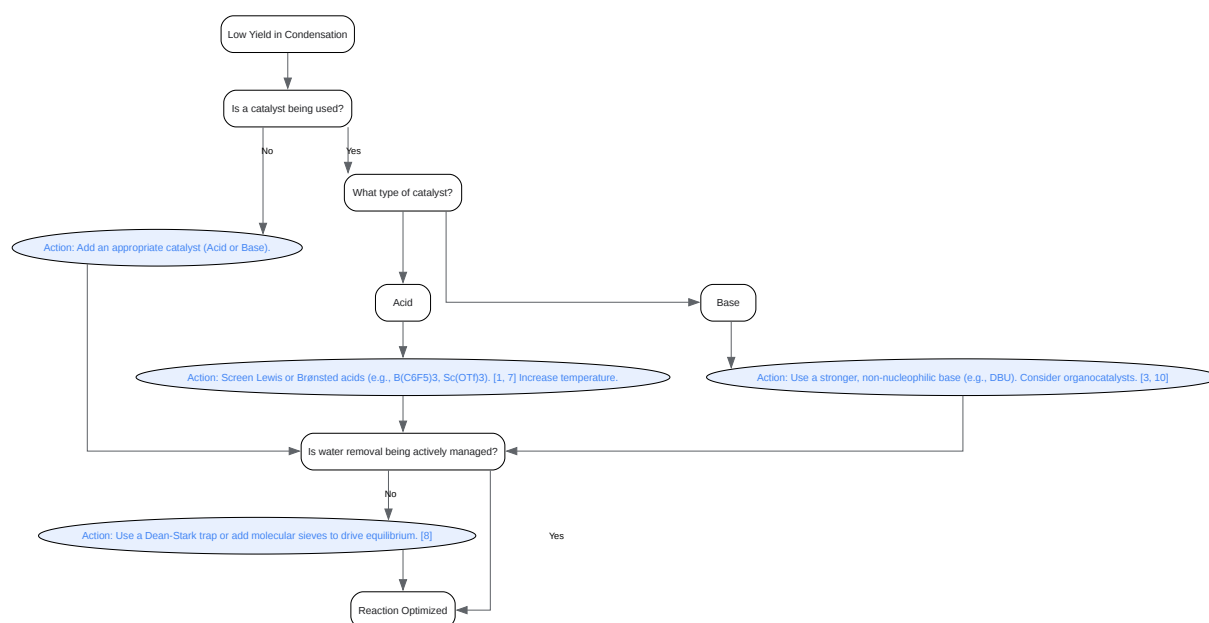 Low Yield in Condensation
Is a catalyst being used?
No
Yes
What type of catalyst?
Action: Add an appropriate catalyst (Acid or Base).
Acid
Base
Action: Screen Lewis or Brønsted acids (e.g., B(C6F5)3, Sc(OTf)3). [1, 7] Increase temperature.
Action: Use a stronger, non-nucleophilic base (e.g., DBU). Consider organocatalysts. [3, 10]
Is water removal being actively managed?
No
Action: Use a Dean-Stark trap or add molecular sieves to drive equilibrium. [8]
Yes
Reaction Optimized